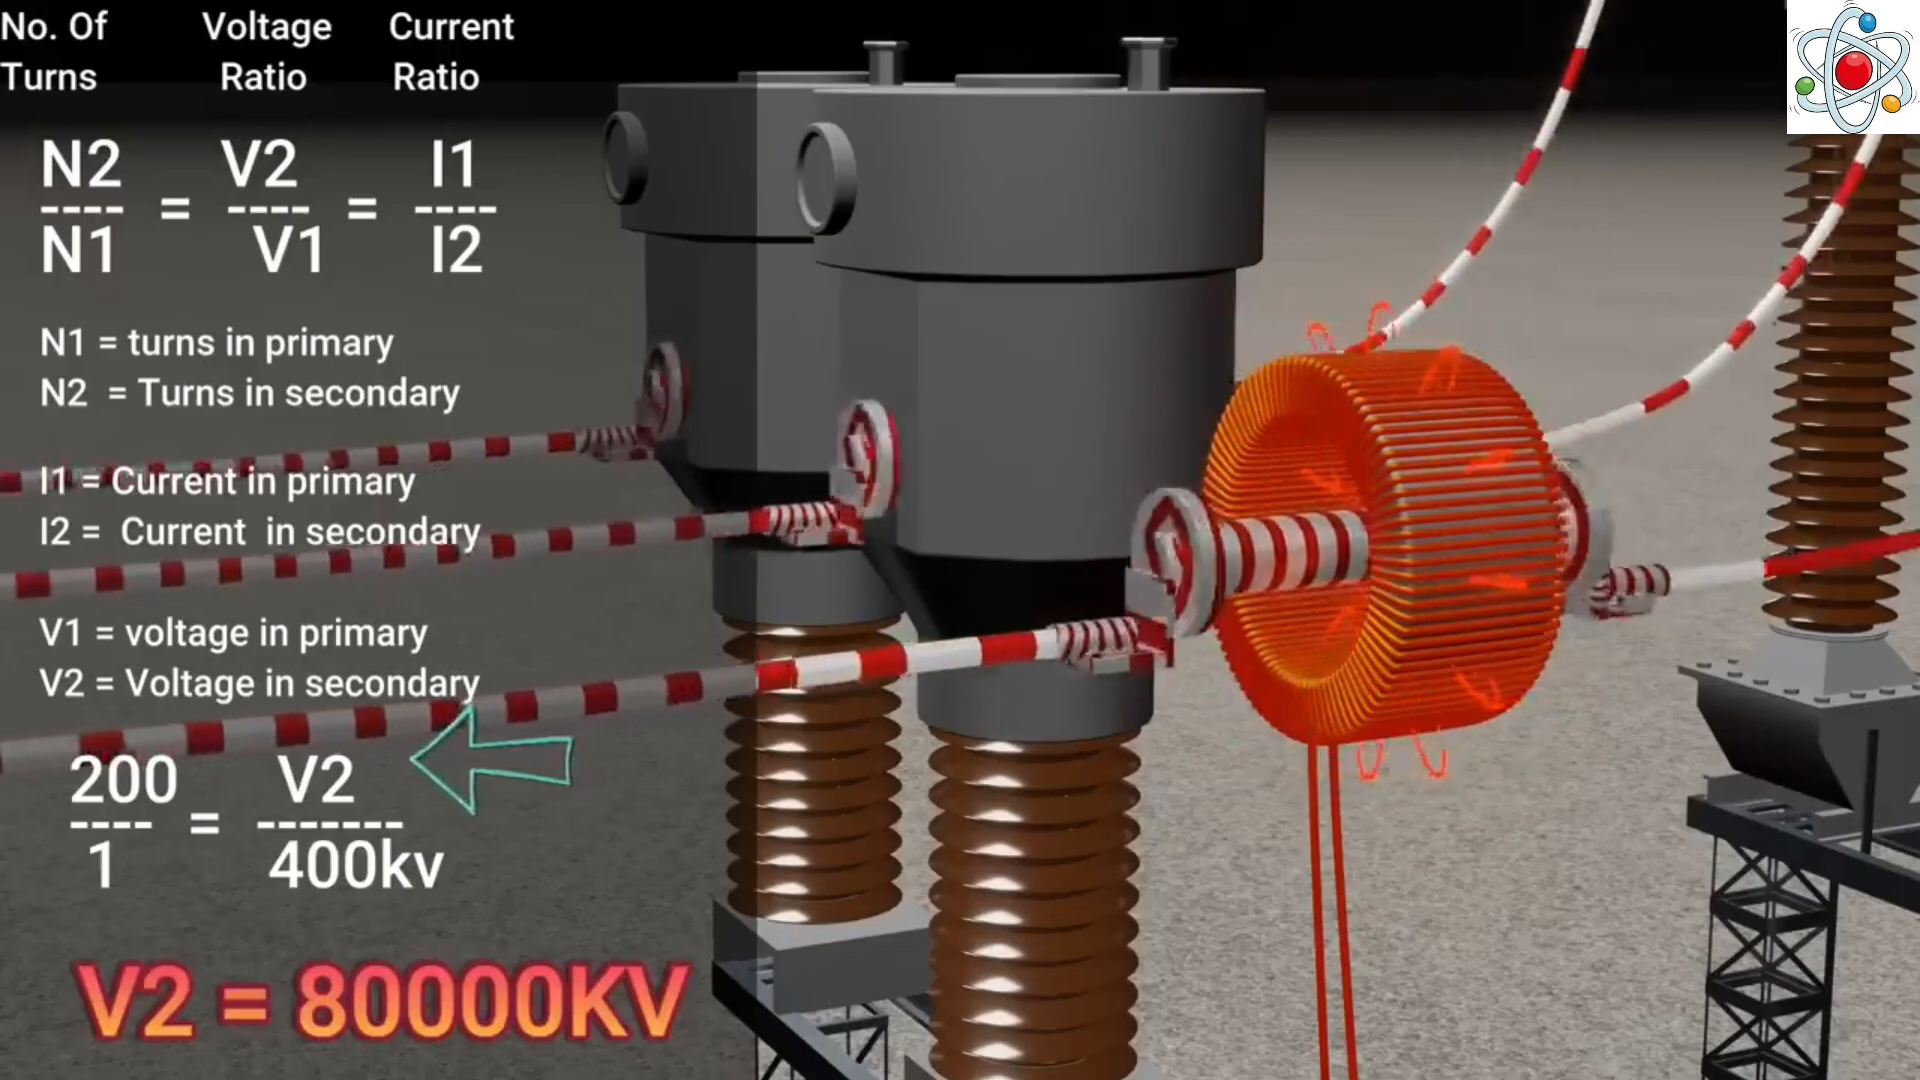 No. Of Voltage Current
Turns Ratio Ratio
N2 V2 I1
---- = ---- = ----
N1 V1 I2
N1 = turns in primary
N2 = Turns in secondary
I1 = Current in primary
I2 = Current in secondary
V1 = voltage in primary
V2 = Voltage in secondary
200 V2
---- = -------
1 400kv
V2 = 80000KV